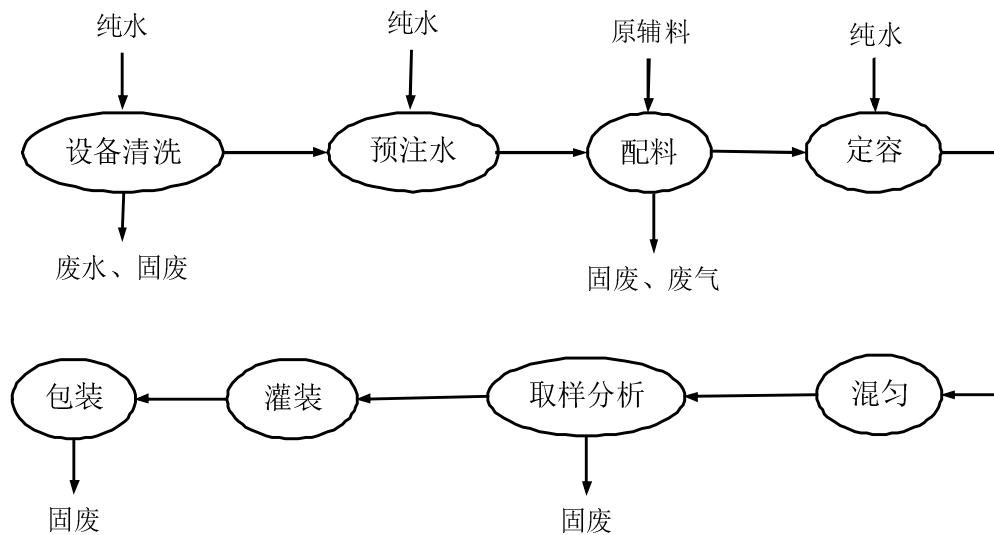 纯水
纯水
原辅料
纯水
设备清洗
预注水
配料
定容
废水、固废
固废、废气
包装
灌装
取样分析
混匀
固废
固废